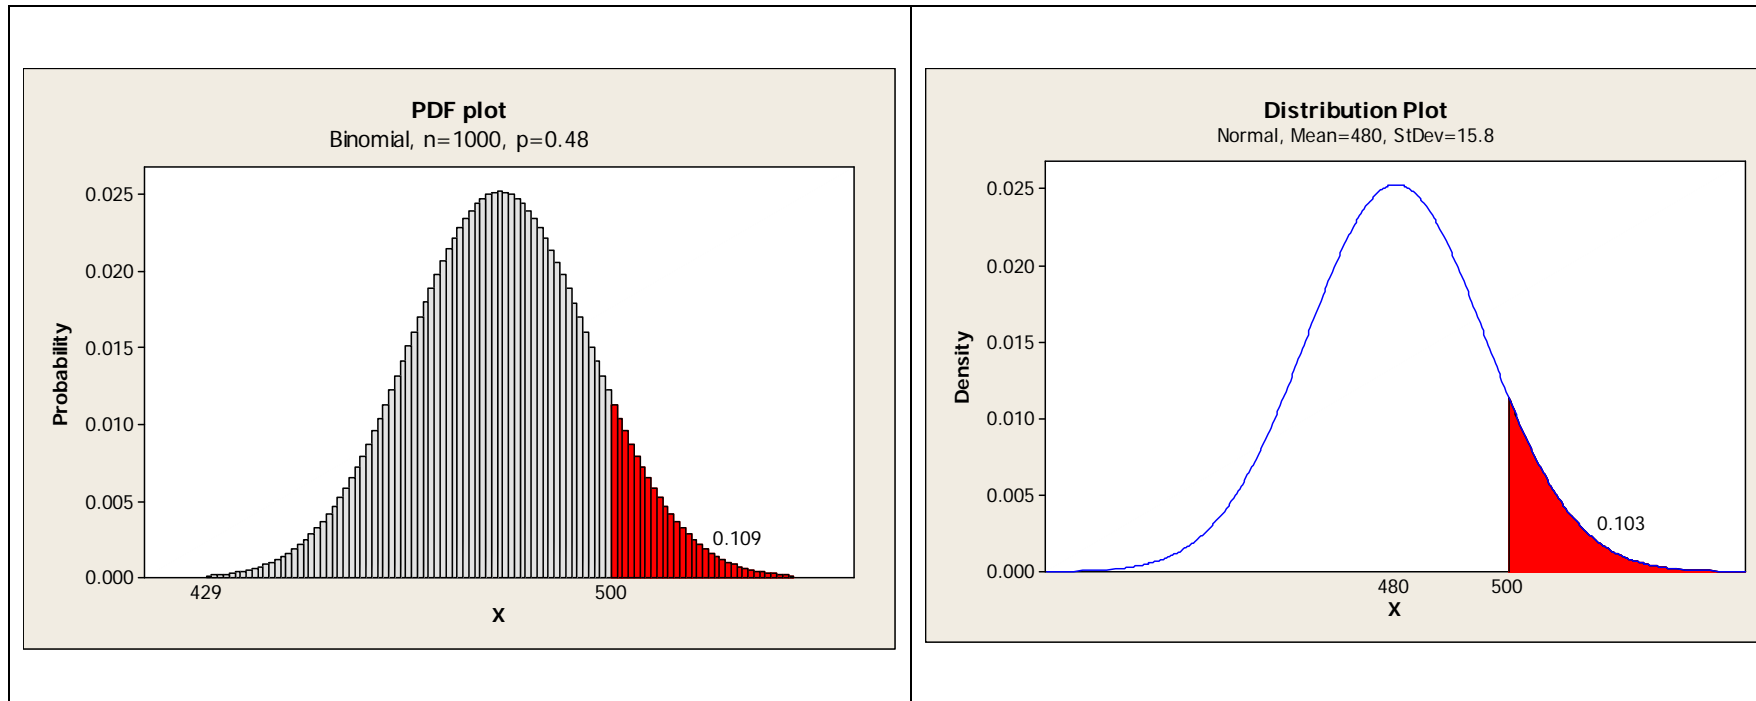 PDF plot
Binomial, n=1000, p=0.48
Probability
0.025
0.020
0.015
0.010
0.005
0.000
0.109
429
500
X
Distribution Plot
Normal, Mean=480, StDev=15.8
Density
0.025
0.020
0.015
0.010
0.005
0.000
0.103
480
500
X